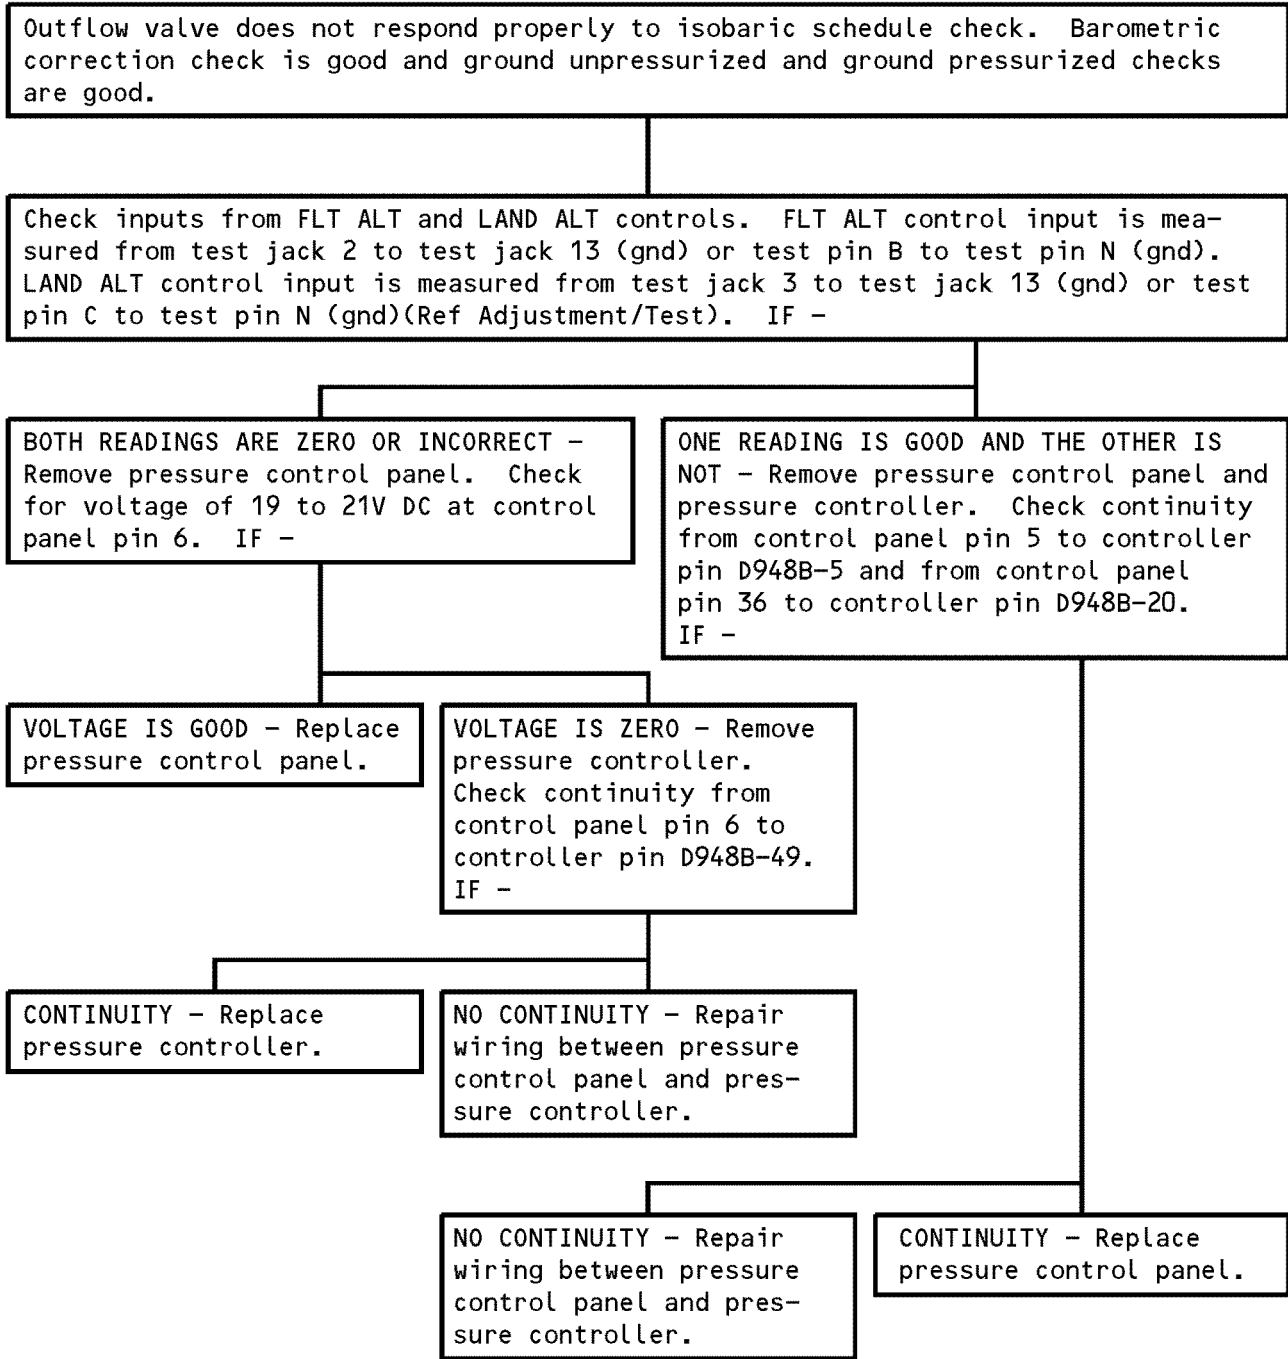 Outflow valve does not respond properly to isobaric schedule check.  Barometric
correction check is good and ground unpressurized and ground pressurized checks
are good.
Check inputs from FLT ALT and LAND ALT controls.  FLT ALT control input is mea-
sured from test jack 2 to test jack 13 (gnd) or test pin B to test pin N (gnd).
LAND ALT control input is measured from test jack 3 to test jack 13 (gnd) or test
pin C to test pin N (gnd)(Ref Adjustment/Test).  IF -
BOTH READINGS ARE ZERO OR INCORRECT -
Remove pressure control panel.  Check
for voltage of 19 to 21V DC at control
panel pin 6.  IF -
ONE READING IS GOOD AND THE OTHER IS
NOT - Remove pressure control panel and
pressure controller.  Check continuity
from control panel pin 5 to controller
pin D948B-5 and from control panel
pin 36 to controller pin D948B-20.
IF -
VOLTAGE IS GOOD - Replace
pressure control panel.
VOLTAGE IS ZERO - Remove
pressure controller.
Check continuity from
control panel pin 6 to
controller pin D948B-49.
IF -
CONTINUITY - Replace
pressure controller.
NO CONTINUITY - Repair
wiring between pressure
control panel and pres-
sure controller.
NO CONTINUITY - Repair
wiring between pressure
control panel and pres-
sure controller.
CONTINUITY - Replace
pressure control panel.